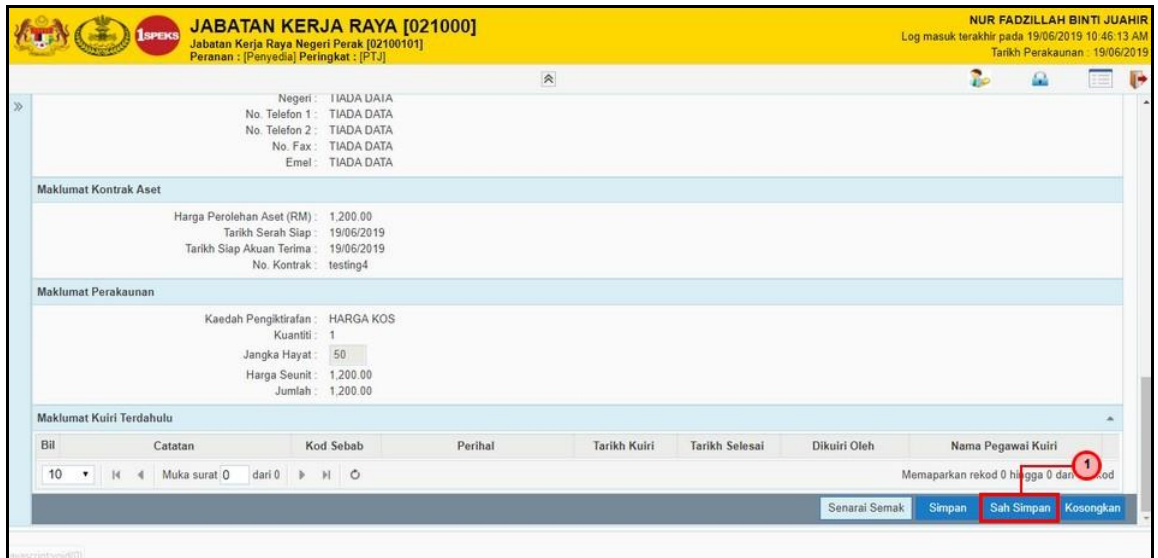 1SPEKS
JABATAN KERJA RAYA [021000]
Jabatan Kerja Raya Negeri Perak [02100101]
Peranan : [Penyedia] Peringkat : [PTJ]
NUR FADZILLAH BINTI JUAHIR
Log masuk terakhir pada 19/06/2019 10:46:13 AM
Tarikh Perakaunan : 19/06/2019
Negeri : TIADA DATA
No. Telefon 1 : TIADA DATA
No. Telefon 2 : TIADA DATA
No. Fax : TIADA DATA
Emel : TIADA DATA
Maklumat Kontrak Aset
Harga Perolehan Aset (RM) : 1,200.00
Tarikh Serah Siap : 19/06/2019
Tarikh Siap Akuan Terima : 19/06/2019
No. Kontrak : testing4
Maklumat Perakaunan
Kaedah Pengiktirafan : HARGA KOS
Kuantiti : 1
Jangka Hayat : 50
Harga Seunit : 1,200.00
Jumlah : 1,200.00
Maklumat Kuiri Terdahulu
Bil Catatan Kod Sebab Perihal Tarikh Kuiri Tarikh Selesai Dikuiri Oleh Nama Pegawai Kuiri
10 Muka surat 0 dari 0 Memaparkan rekod 0 hingga 0 dari
1
Senarai Semak Simpan Sah Simpan Kosongkan